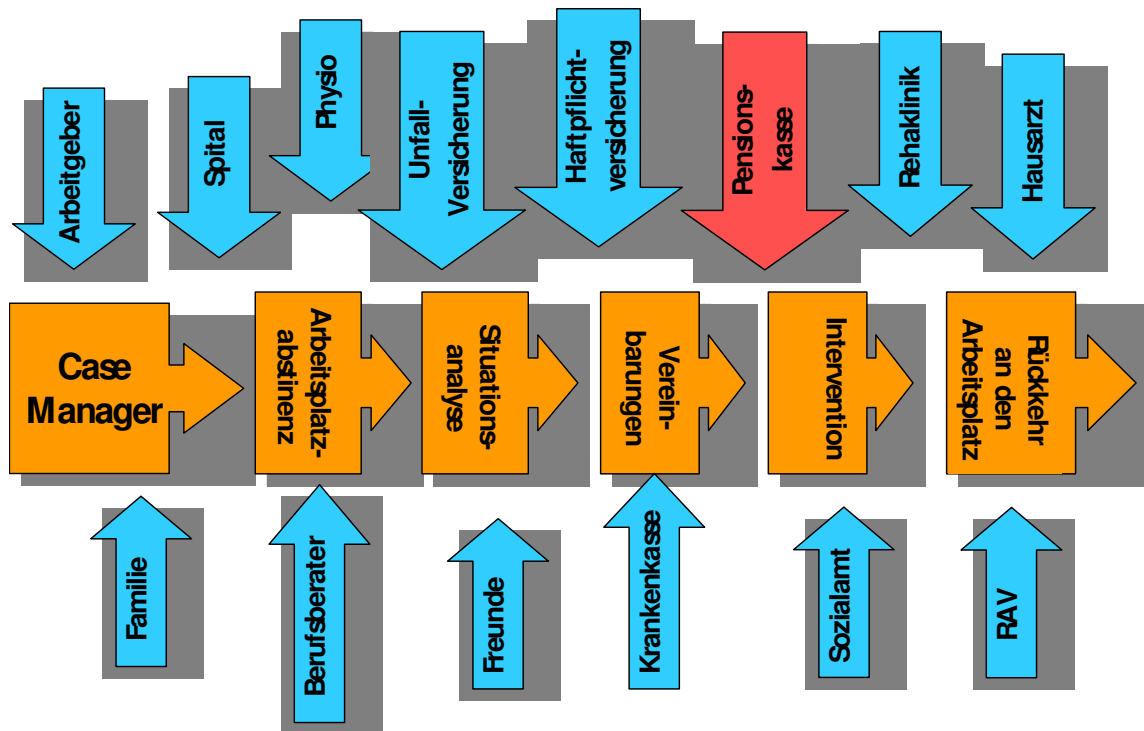 Arbeitgeber
Spital
Physio
Unfall-
Versicherung
Haftpflicht-
versicherung
Pensions-
kasse
Rehaklinik
Hausarzt
Case
Manager
Arbeitsplatz-
abstinenz
Situations-
analyse
Verein-
barungen
Intervention
Rückkehr
an den
Arbeitsplatz
Familie
Berufsberater
Freunde
Krankenkasse
Sozialamt
RAV